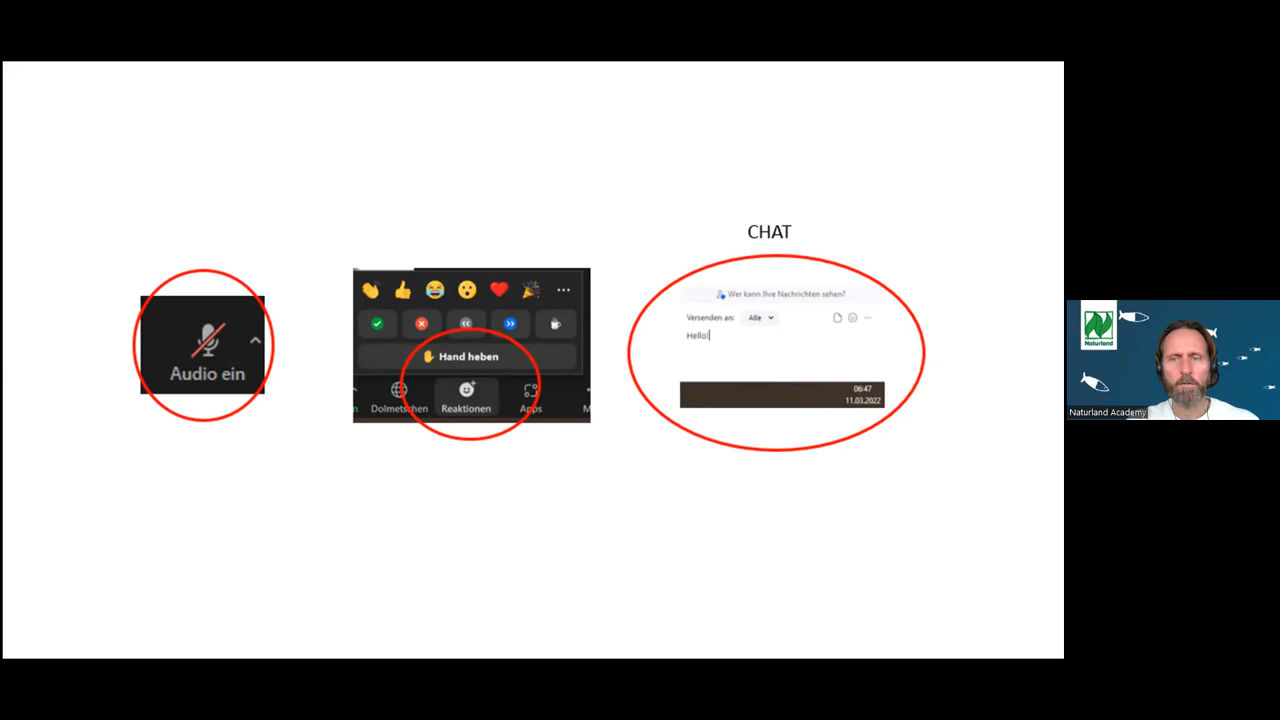 CHAT
Audio ein
Hand heben
Dolmetschen
Reaktionen
Apps
M
Wer kann Ihre Nachrichten sehen?
Versenden an: Alle
Hello!
06:47
11.03.2022
Naturland
Naturland Academy